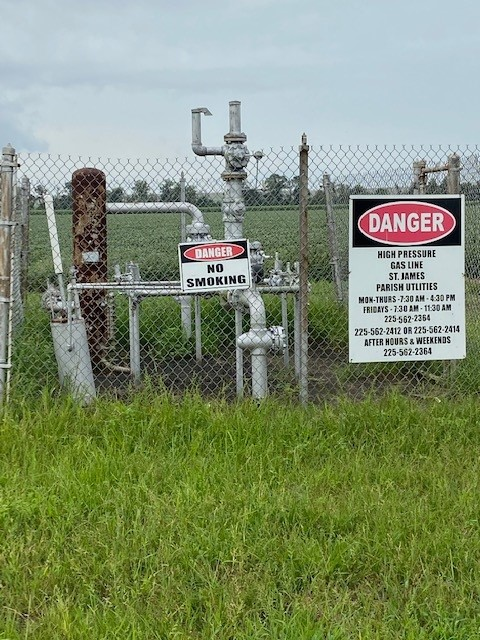 DANGER
NO
SMOKING
DANGER
HIGH PRESSURE
GAS LINE
ST. JAMES
PARISH UTLITIES
MON-THURS - 7:30 AM - 4:30 PM
FRIDAYS - 7:30 AM - 11:30 AM
225-562-2364
225-562-2412 OR 225-562-2414
AFTER HOURS & WEEKENDS
225-562-2364